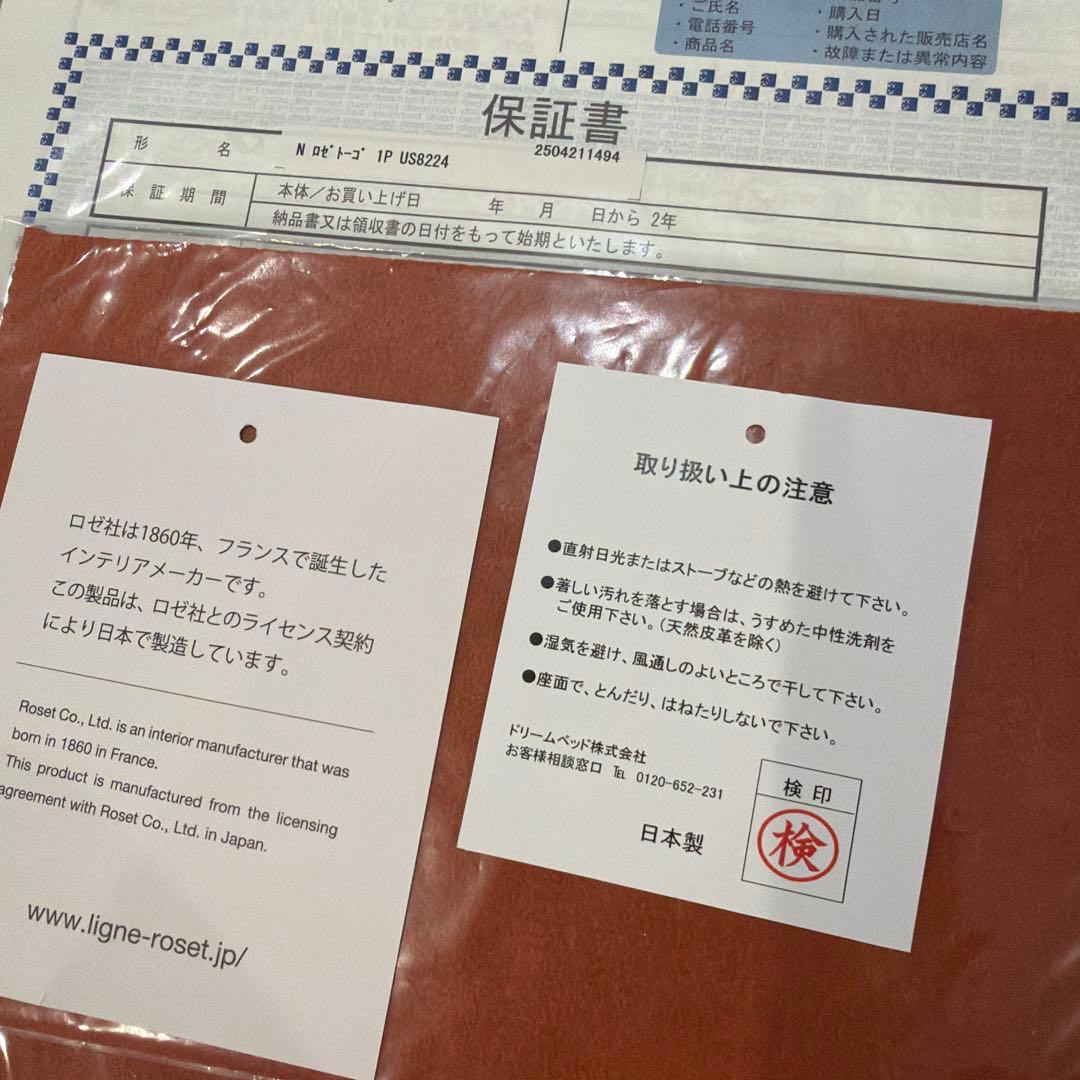 ・ご氏名
・電話番号
・商品名
・購入日
・購入された販売店名
・故障または異常内容
保証書
形 名
N ﾛｾﾞﾄｰｺﾞ 1P US8224
2504211494
保証期間
本体／お買い上げ日 年 月 日から 2年
納品書又は領収書の日付をもって始期といたします。
ロゼ社は1860年、フランスで誕生した
インテリアメーカーです。
この製品は、ロゼ社とのライセンス契約
により日本で製造しています。
Roset Co., Ltd. is an interior manufacturer that was
born in 1860 in France.
This product is manufactured from the licensing
agreement with Roset Co., Ltd. in Japan.
www.ligne-roset.jp/
取り扱い上の注意
●直射日光またはストーブなどの熱を避けて下さい。
●著しい汚れを落とす場合は、うすめた中性洗剤を
ご使用下さい。(天然皮革を除く)
●湿気を避け、風通しのよいところで干して下さい。
●座面で、とんだり、はねたりしないで下さい。
ドリームベッド株式会社
お客様相談窓口 ℡ 0120-652-231
日本製
検印
検